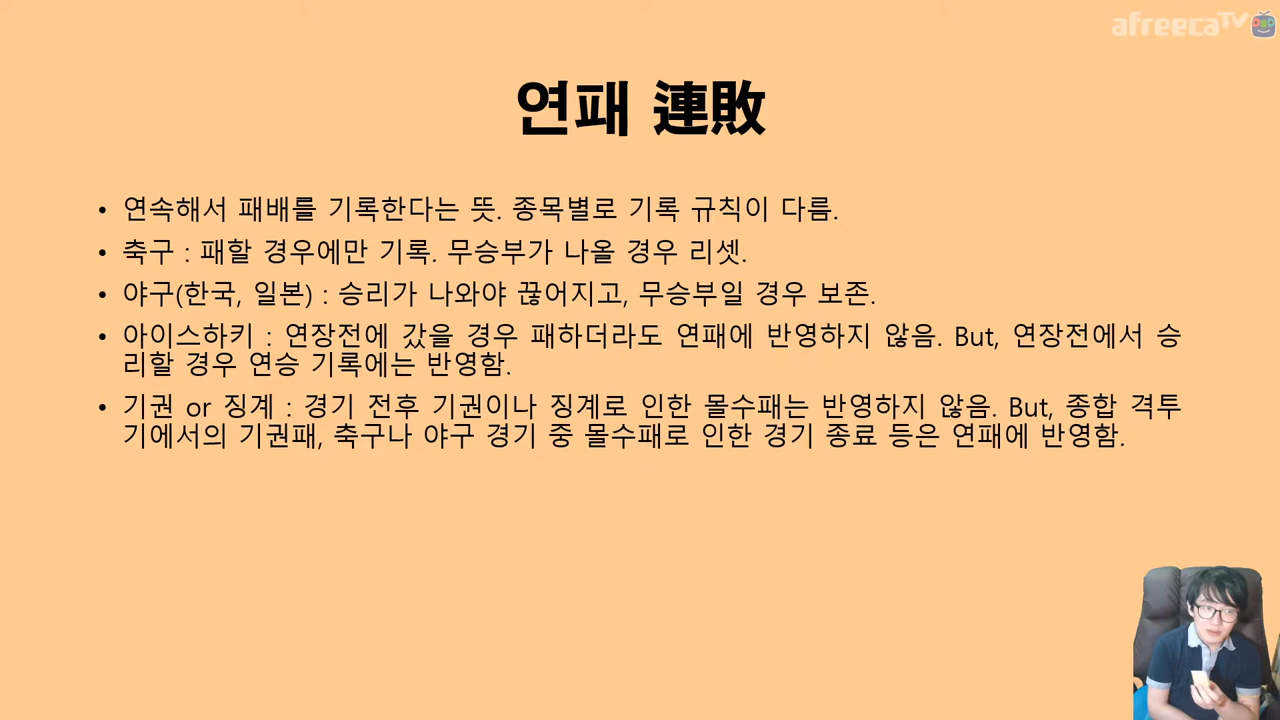 afreecaTV
연패 連敗
• 연속해서 패배를 기록한다는 뜻. 종목별로 기록 규칙이 다름.
• 축구 : 패할 경우에만 기록. 무승부가 나올 경우 리셋.
• 야구(한국, 일본) : 승리가 나와야 끊어지고, 무승부일 경우 보존.
• 아이스하키 : 연장전에 갔을 경우 패하더라도 연패에 반영하지 않음. But, 연장전에서 승
리할 경우 연승 기록에는 반영함.
• 기권 or 징계 : 경기 전후 기권이나 징계로 인한 몰수패는 반영하지 않음. But, 종합 격투
기에서의 기권패, 축구나 야구 경기 중 몰수패로 인한 경기 종료 등은 연패에 반영함.